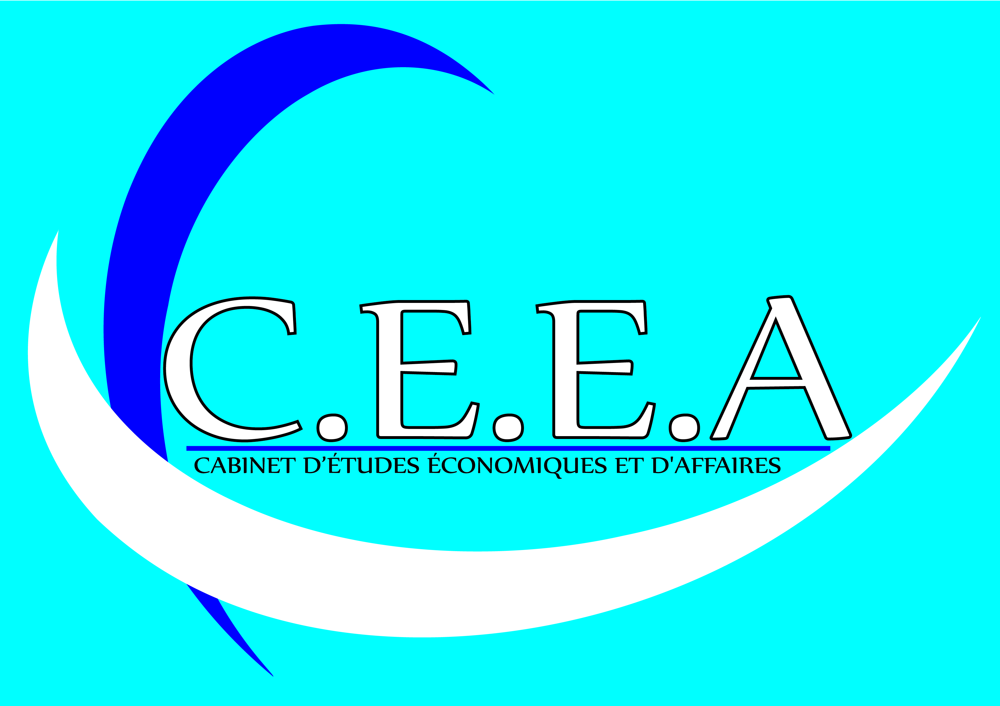 C.E.E.A
CABINET D’ÉTUDES ÉCONOMIQUES ET D'AFFAIRES